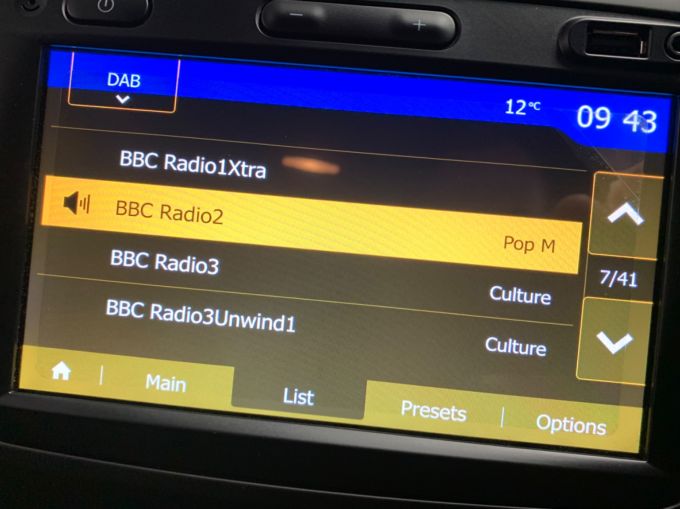 DAB
12°C 09 43
BBC Radio1Xtra
BBC Radio2 Pop M
BBC Radio3 Culture
BBC Radio3Unwind1 Culture
7/41
Main List Presets Options